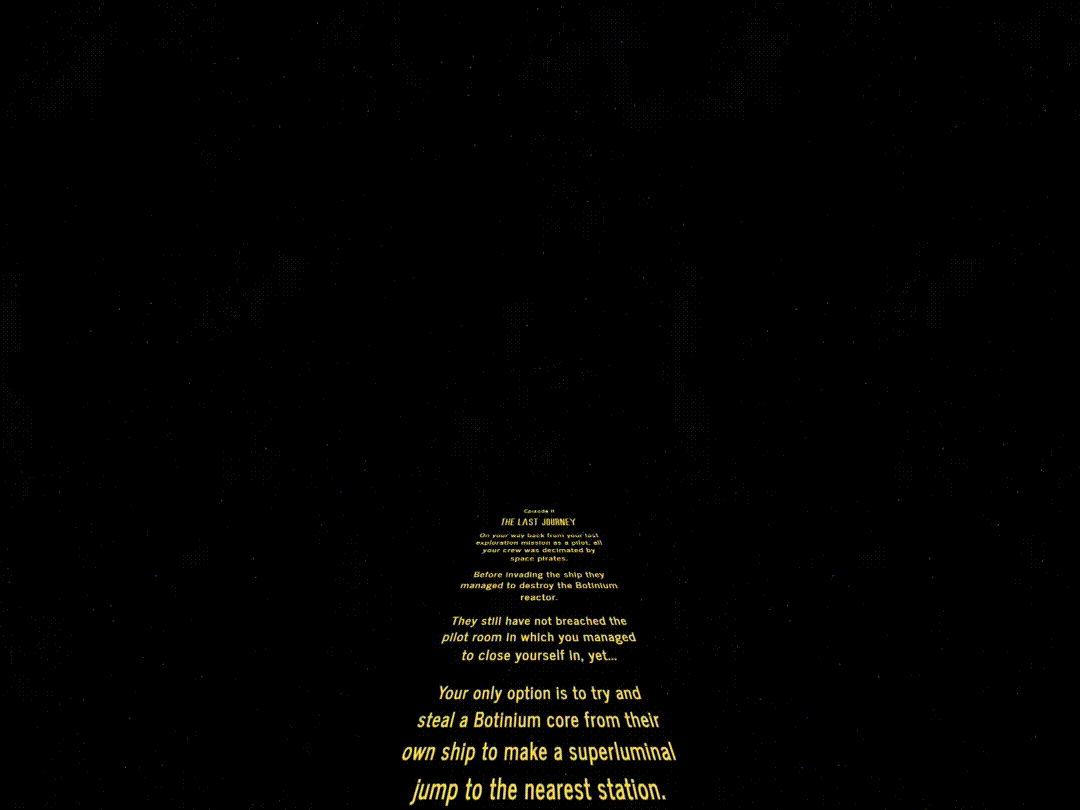 Episode II
THE LAST JOURNEY
On your way back from your last
exploration mission as a pilot, all
your crew was decimated by
space pirates.
Before invading the ship they
managed to destroy the Botinium
reactor.
They still have not breached the
pilot room in which you managed
to close yourself in, yet...
Your only option is to try and
steal a Botinium core from their
own ship to make a superluminal
jump to the nearest station.